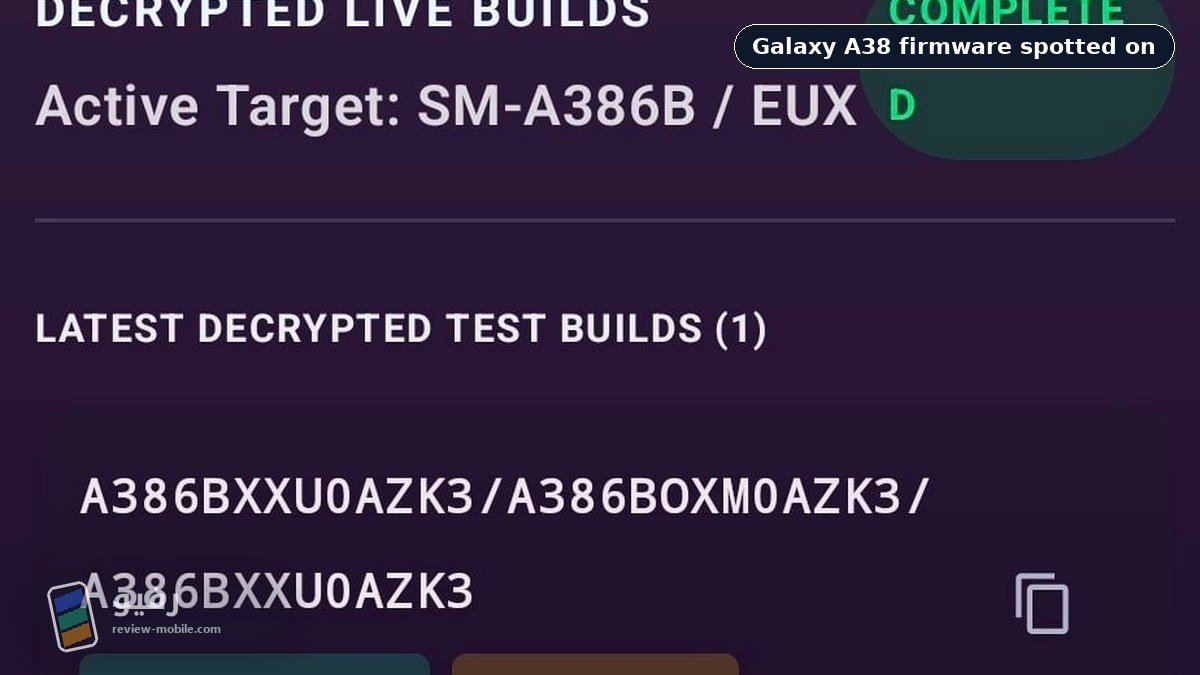 DECRYPTED LIVE BUILDS
COMPLETE
D
Galaxy A38 firmware spotted on
Active Target: SM-A386B / EUX
LATEST DECRYPTED TEST BUILDS (1)
A386BXXU0AZK3/A386BOXM0AZK3/
A386BXXU0AZK3
ريفيو
review-mobile.com